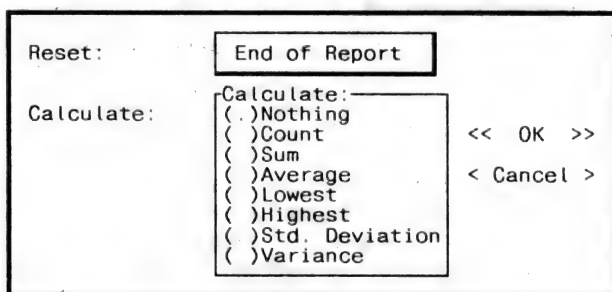 Reset: End of Report
Calculate: Calculate:
(.)Nothing
( )Count
( )Sum
( )Average
( )Lowest
( )Highest
( )Std. Deviation
( )Variance
<< OK >>
< Cancel >